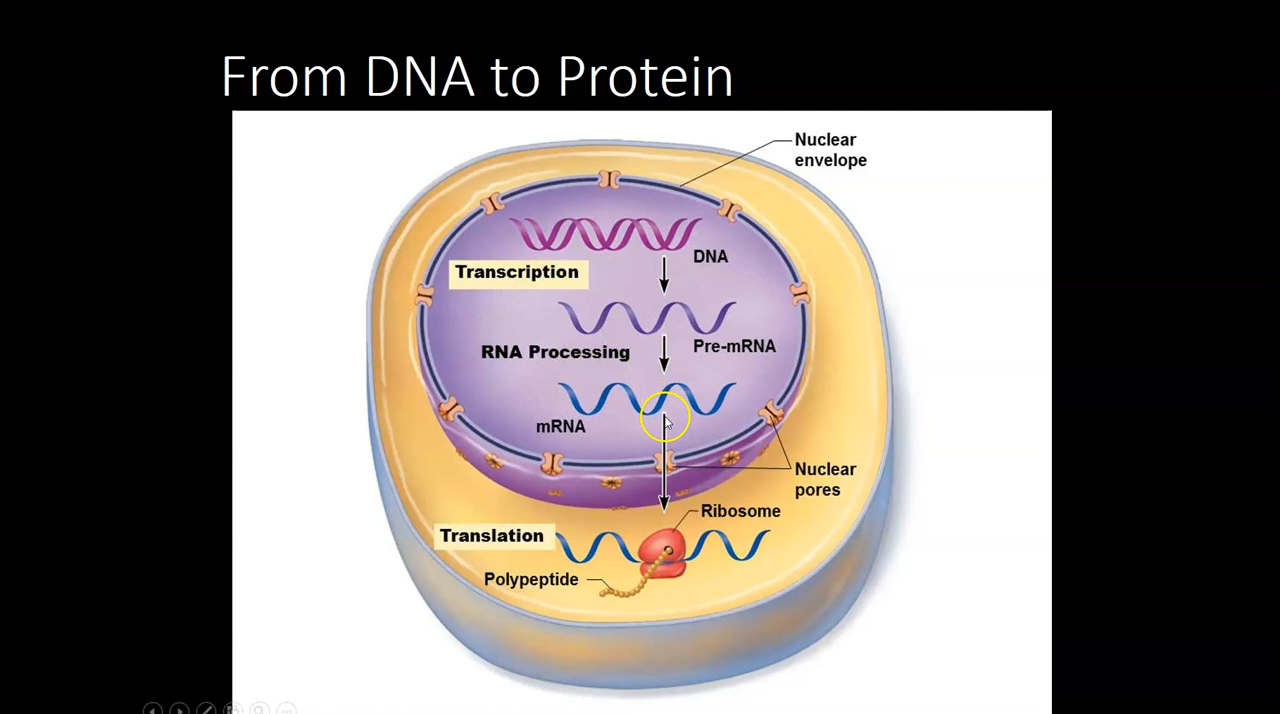 From DNA to Protein
Nuclear
envelope
DNA
Transcription
Pre-mRNA
RNA Processing
mRNA
Nuclear
pores
Ribosome
Translation
Polypeptide